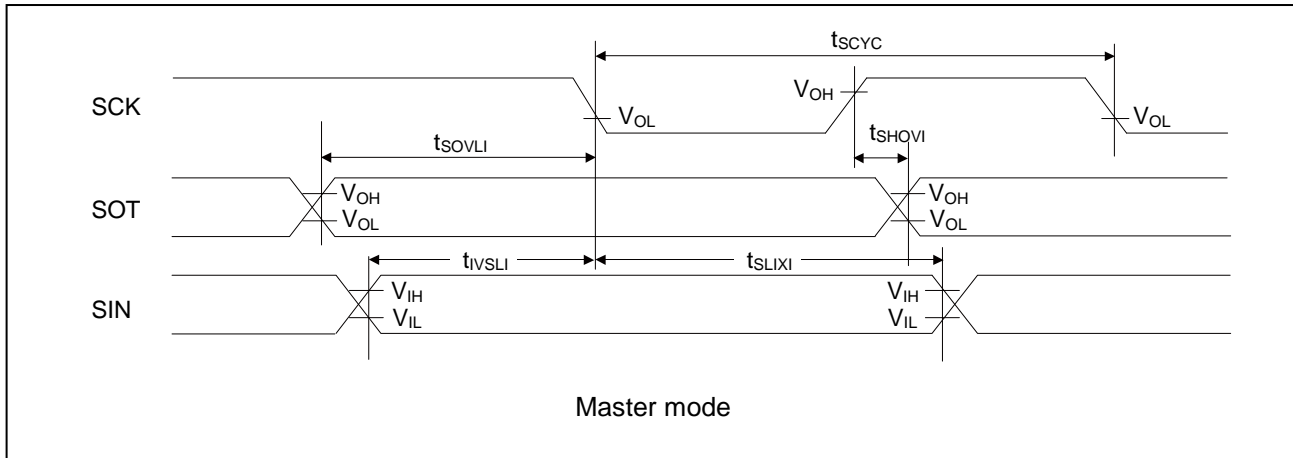 tSCYC
SCK
VOH
VOL
VOL
tSHOVI
tSOVLI
SOT
VOH
VOH
VOL
VOL
tIVSLI
tSLIXI
SIN
VIH
VIH
VIL
VIL
Master mode